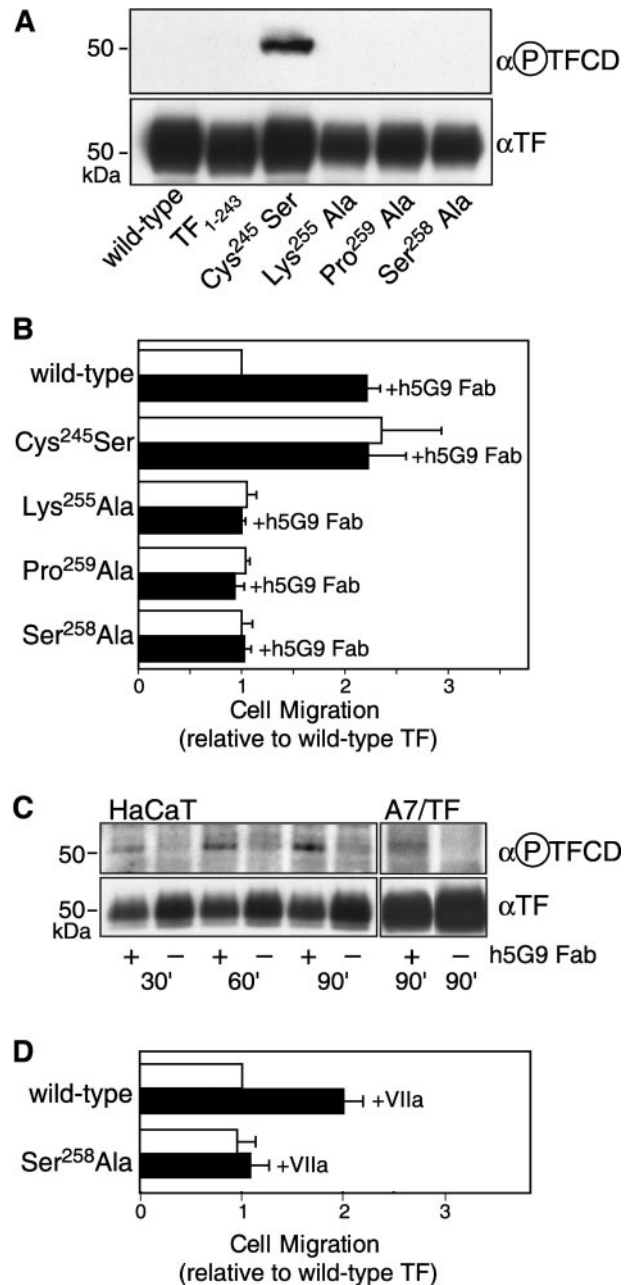 A
50
αⓅTFCD
50
kDa
αTF
wild-type
TF₁₋₂₄₃
Cys²⁴⁵ Ser
Lys²⁵⁵ Ala
Pro²⁵⁹ Ala
Ser²⁵⁸ Ala
B
wild-type
+h5G9 Fab
Cys²⁴⁵Ser
+h5G9 Fab
Lys²⁵⁵Ala
+h5G9 Fab
Pro²⁵⁹Ala
+h5G9 Fab
Ser²⁵⁸Ala
+h5G9 Fab
0 1 2 3
Cell Migration
(relative to wild-type TF)
C
HaCaT A7/TF
50
αⓅTFCD
50
kDa
αTF
+ − + − + − + − h5G9 Fab
30' 60' 90' 90' 90'
D
wild-type
+VIIa
Ser²⁵⁸Ala
+VIIa
0 1 2 3
Cell Migration
(relative to wild-type TF)